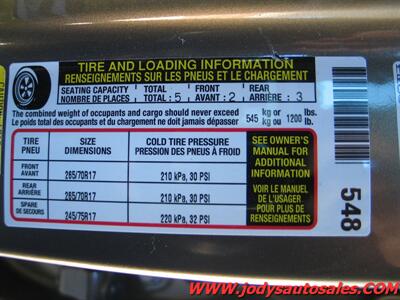 TIRE AND LOADING INFORMATION
RENSEIGNEMENTS SUR LES PNEUS ET LE CHARGEMENT
SEATING CAPACITY TOTAL FRONT REAR
NOMBRE DE PLACES TOTAL : 5 AVANT : 2 ARRIÈRE : 3
The combined weight of occupants and cargo should never exceed
Le poids total des occupants et du chargement ne doit jamais dépasser
545 kg or kg ou 1200 lbs. lb.
TIRE SIZE COLD TIRE PRESSURE
PNEU DIMENSIONS PRESSION DES PNEUS À FROID
FRONT
AVANT 265/70R17 210 kPa, 30 PSI
REAR
ARRIÈRE 265/70R17 210 kPa, 30 PSI
SPARE
DE SECOURS 245/75R17 220 kPa, 32 PSI
SEE OWNER'S
MANUAL FOR
ADDITIONAL
INFORMATION
VOIR LE MANUEL
DE L'USAGER
POUR PLUS DE
RENSEIGNEMENTS
548
www.jodysautosales.com